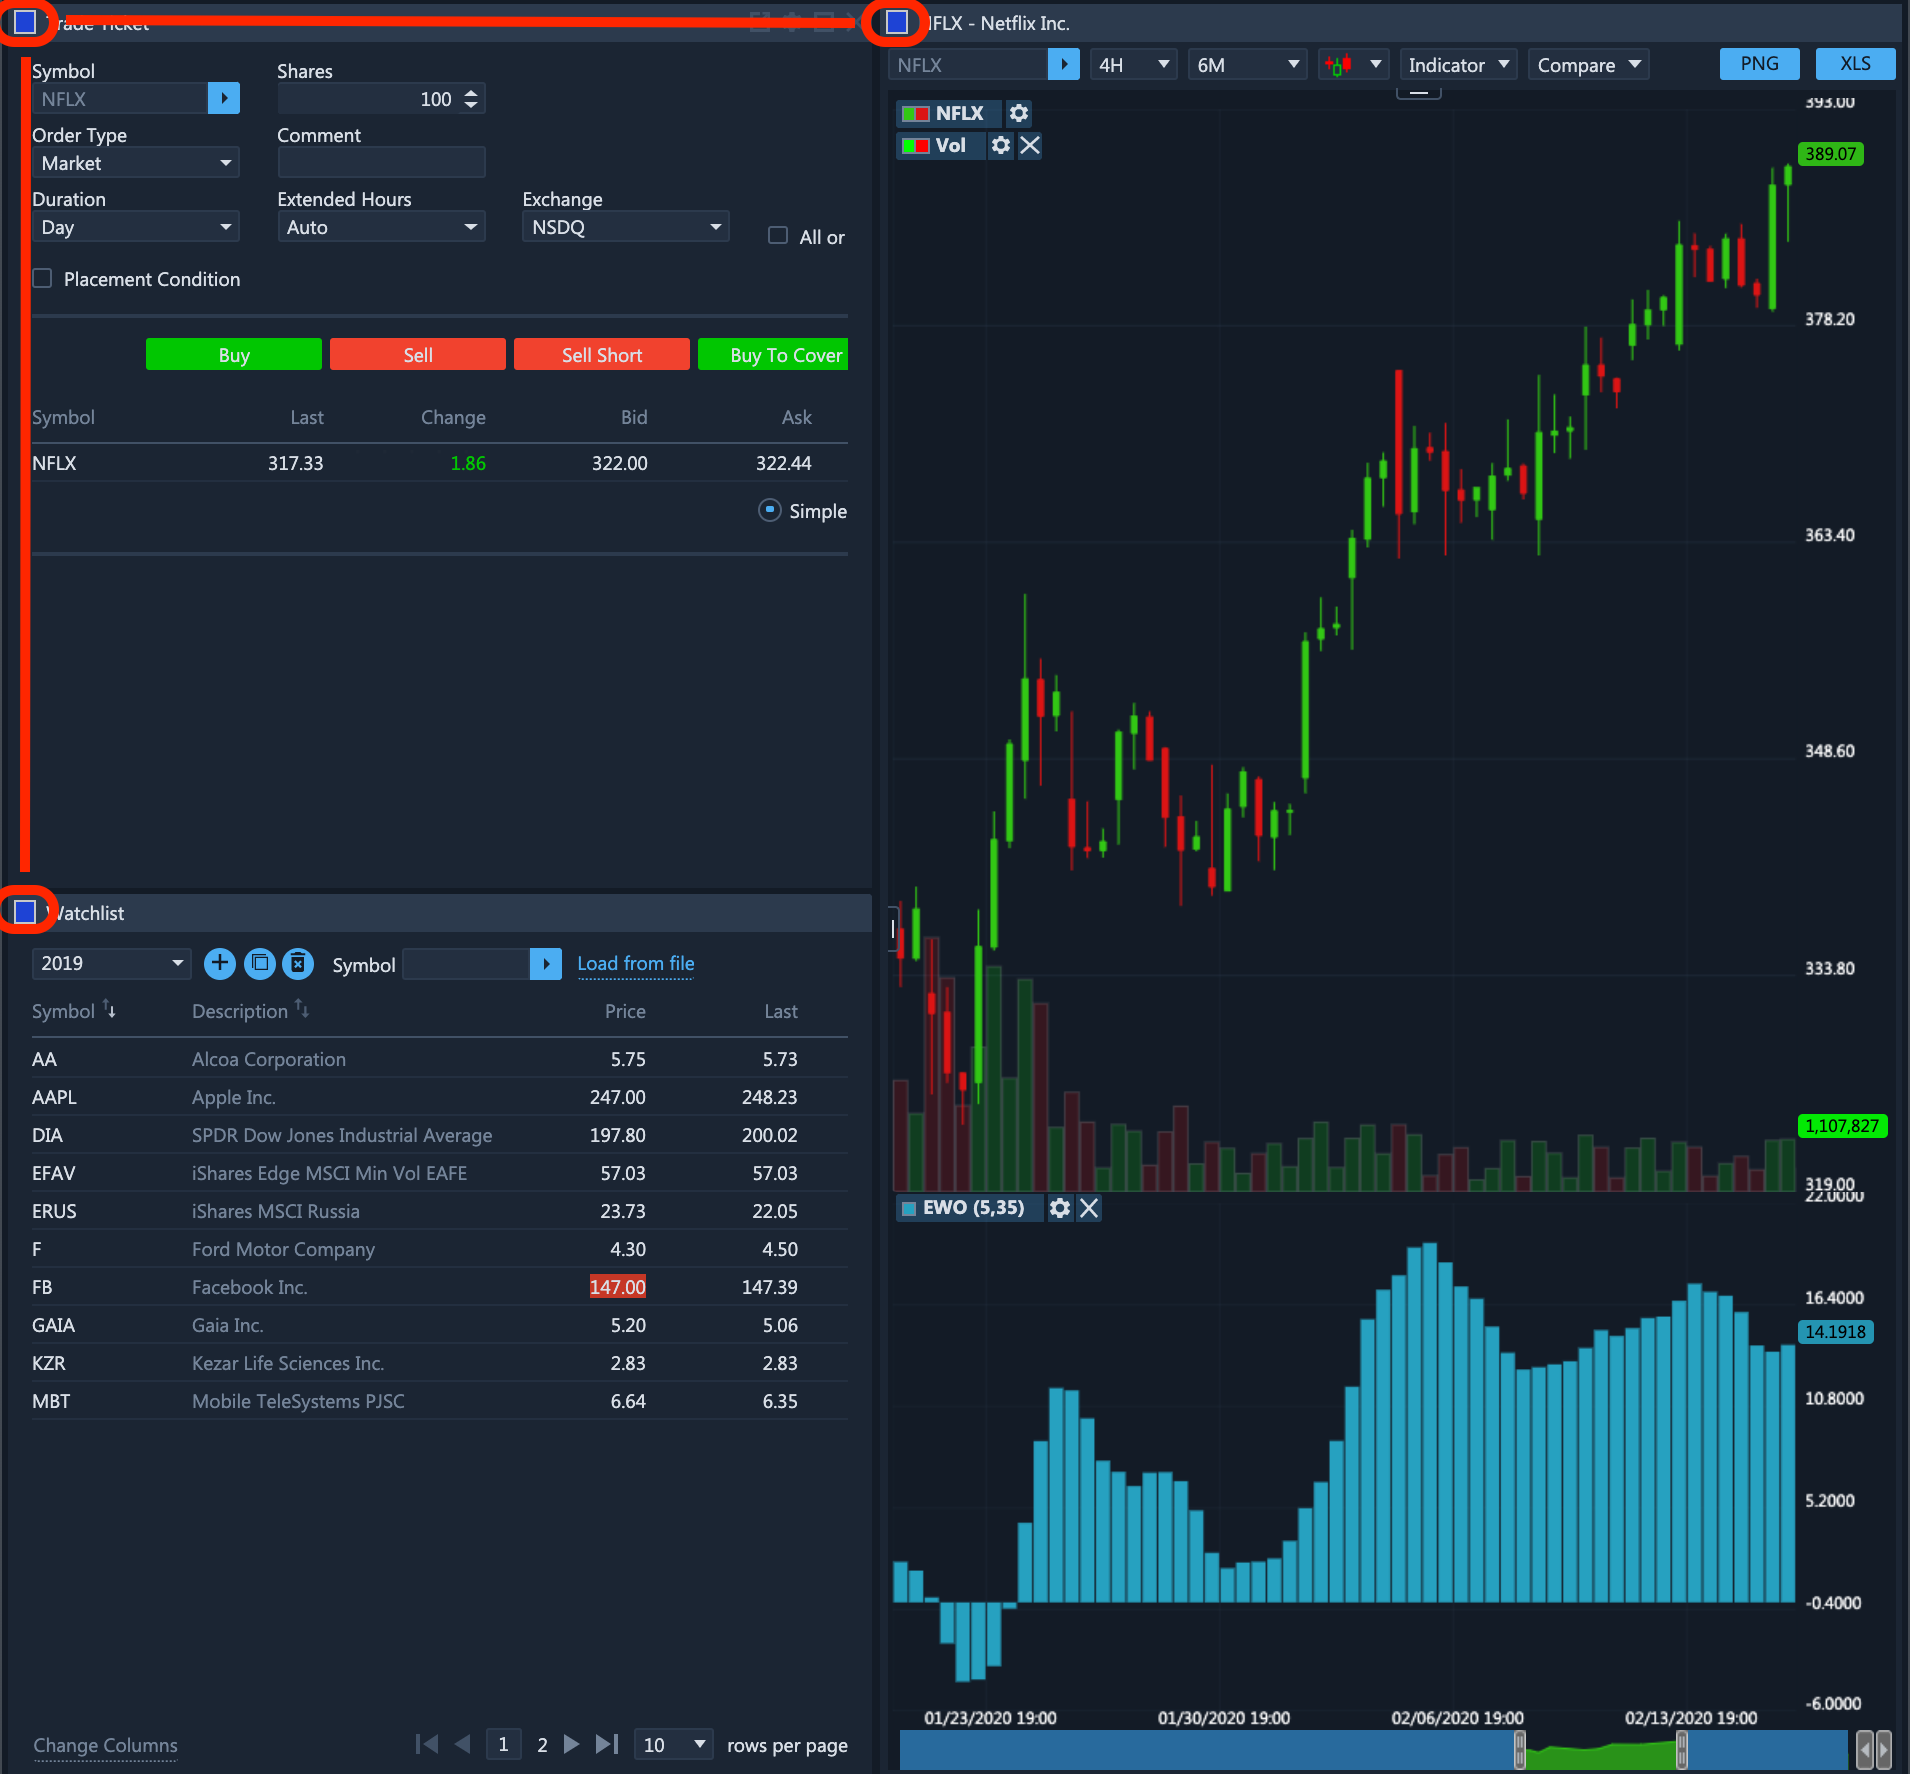 Trade Ticket
Symbol Shares
NFLX 100
Order Type Comment
Market
Duration Extended Hours Exchange
Day Auto NSDQ All or
Placement Condition
Buy Sell Sell Short Buy To Cover
Symbol Last Change Bid Ask
NFLX 317.33 1.86 322.00 322.44
Simple
Watchlist
2019 Symbol Load from file
Symbol Description Price Last
AA Alcoa Corporation 5.75 5.73
AAPL Apple Inc. 247.00 248.23
DIA SPDR Dow Jones Industrial Average 197.80 200.02
EFAV iShares Edge MSCI Min Vol EAFE 57.03 57.03
ERUS iShares MSCI Russia 23.73 22.05
F Ford Motor Company 4.30 4.50
FB Facebook Inc. 147.00 147.39
GAIA Gaia Inc. 5.20 5.06
KZR Kezar Life Sciences Inc. 2.83 2.83
MBT Mobile TeleSystems PJSC 6.64 6.35
Change Columns 1 2 10 rows per page
NFLX - Netflix Inc.
NFLX 4H 6M Indicator Compare PNG XLS
NFLX
Vol
393.00
389.07
378.20
363.40
348.60
333.80
1,107,827
319.00
22.0000
EWO (5,35)
16.4000
14.1918
10.8000
5.2000
-0.4000
-6.0000
01/23/2020 19:00 01/30/2020 19:00 02/06/2020 19:00 02/13/2020 19:00